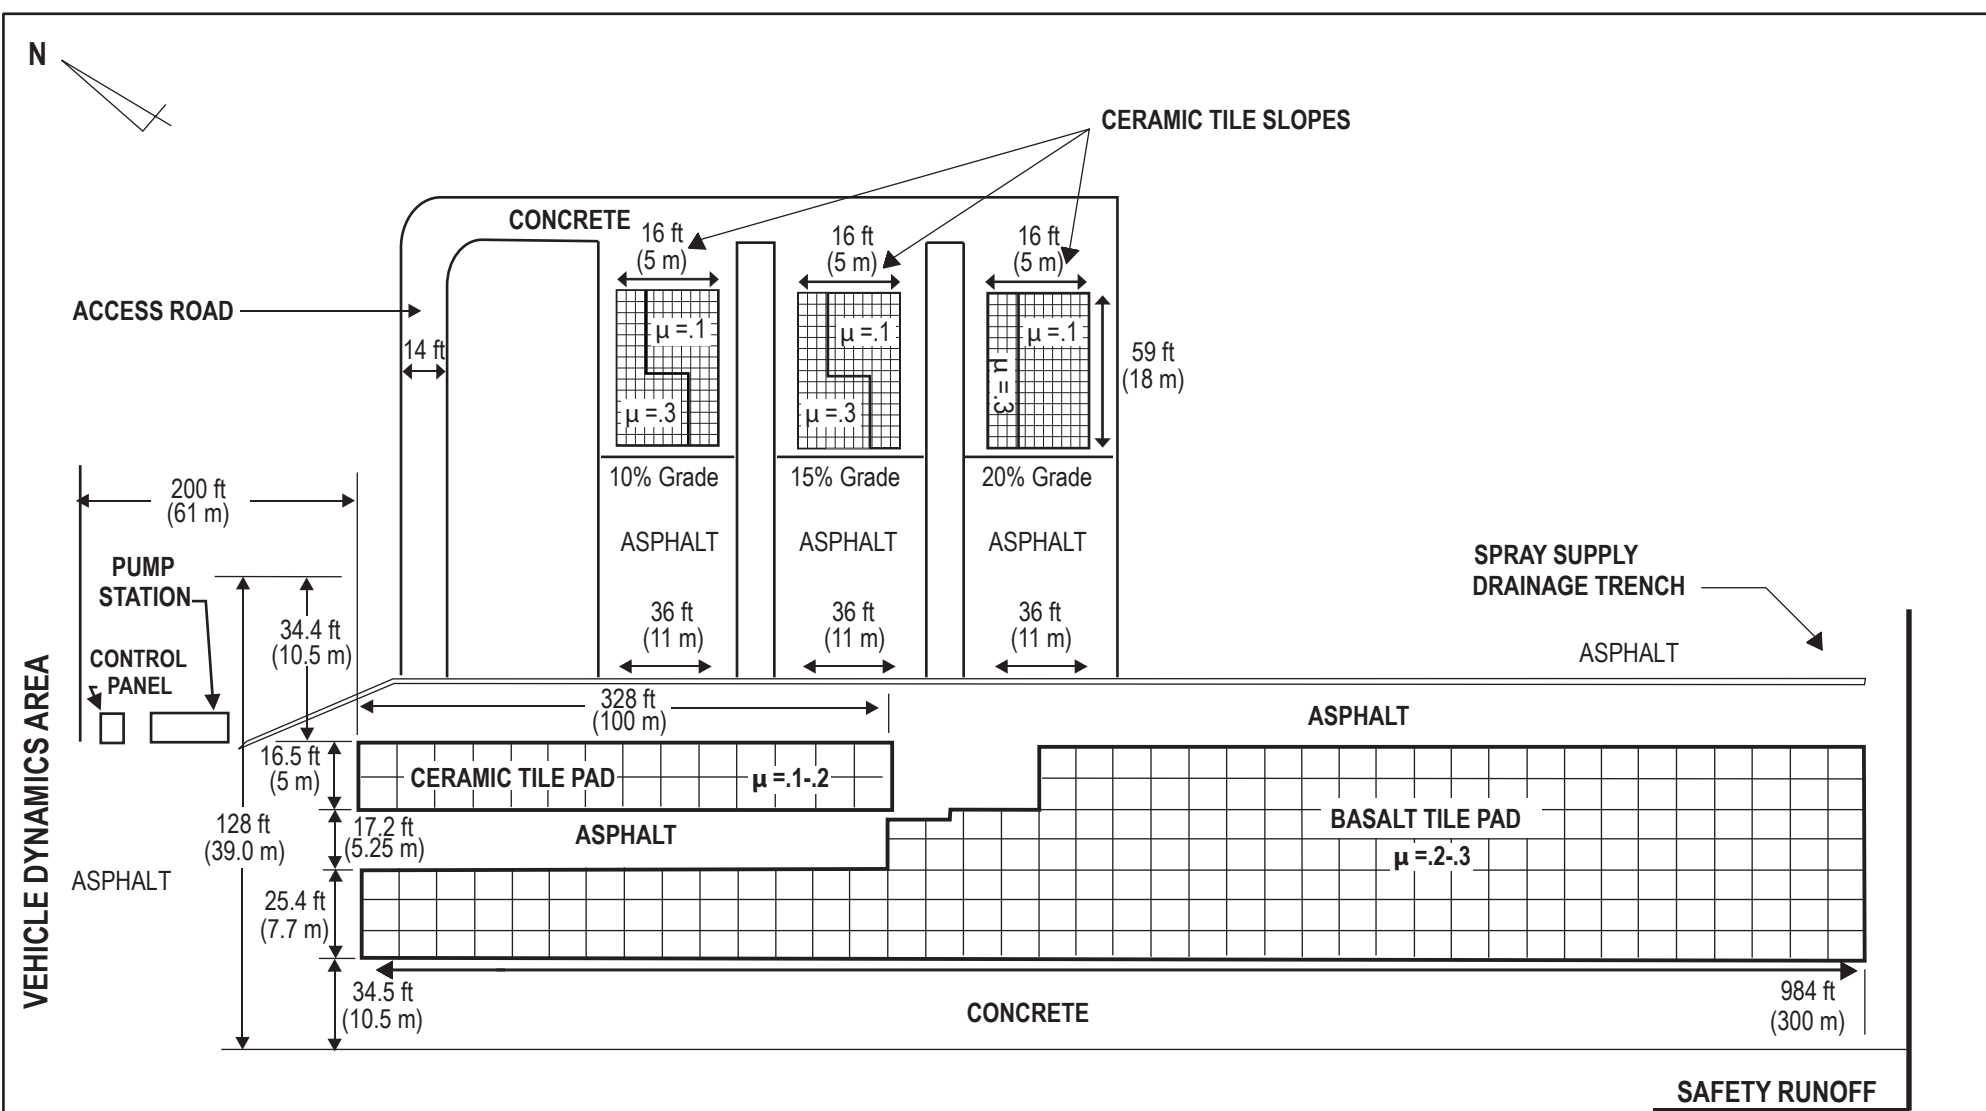 N
CERAMIC TILE SLOPES
CONCRETE
16 ft
(5 m)
16 ft
(5 m)
16 ft
(5 m)
ACCESS ROAD
14 ft
µ =.1
µ =.3
µ =.1
µ =.3
µ =.1
µ =.3
59 ft
(18 m)
10% Grade
15% Grade
20% Grade
200 ft
(61 m)
ASPHALT
ASPHALT
ASPHALT
PUMP
STATION
SPRAY SUPPLY
DRAINAGE TRENCH
34.4 ft
(10.5 m)
36 ft
(11 m)
36 ft
(11 m)
36 ft
(11 m)
CONTROL
PANEL
ASPHALT
328 ft
(100 m)
ASPHALT
VEHICLE DYNAMICS AREA
16.5 ft
(5 m)
CERAMIC TILE PAD
µ =.1-.2
128 ft
(39.0 m)
17.2 ft
(5.25 m)
ASPHALT
BASALT TILE PAD
µ =.2-.3
ASPHALT
25.4 ft
(7.7 m)
34.5 ft
(10.5 m)
CONCRETE
984 ft
(300 m)
SAFETY RUNOFF